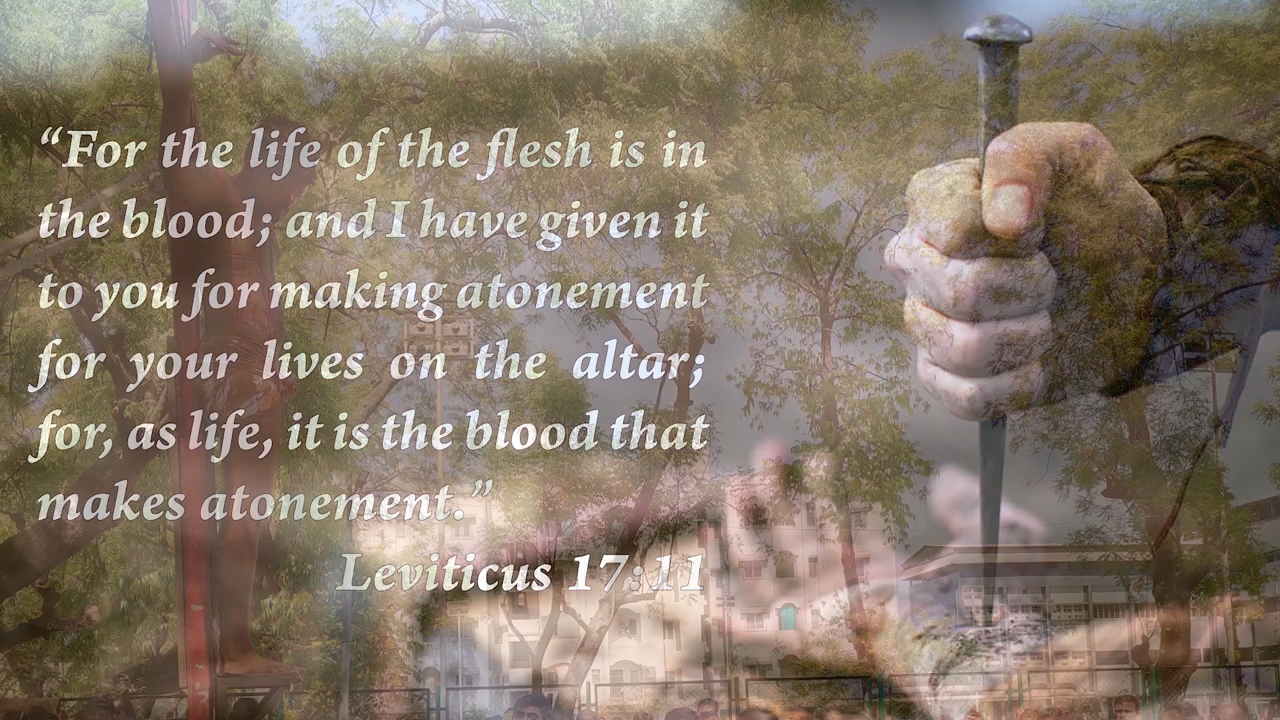 “For the life of the flesh is in
the blood; and I have given it
to you for making atonement
for your lives on the altar;
for, as life, it is the blood that
makes atonement.”
Leviticus 17:11